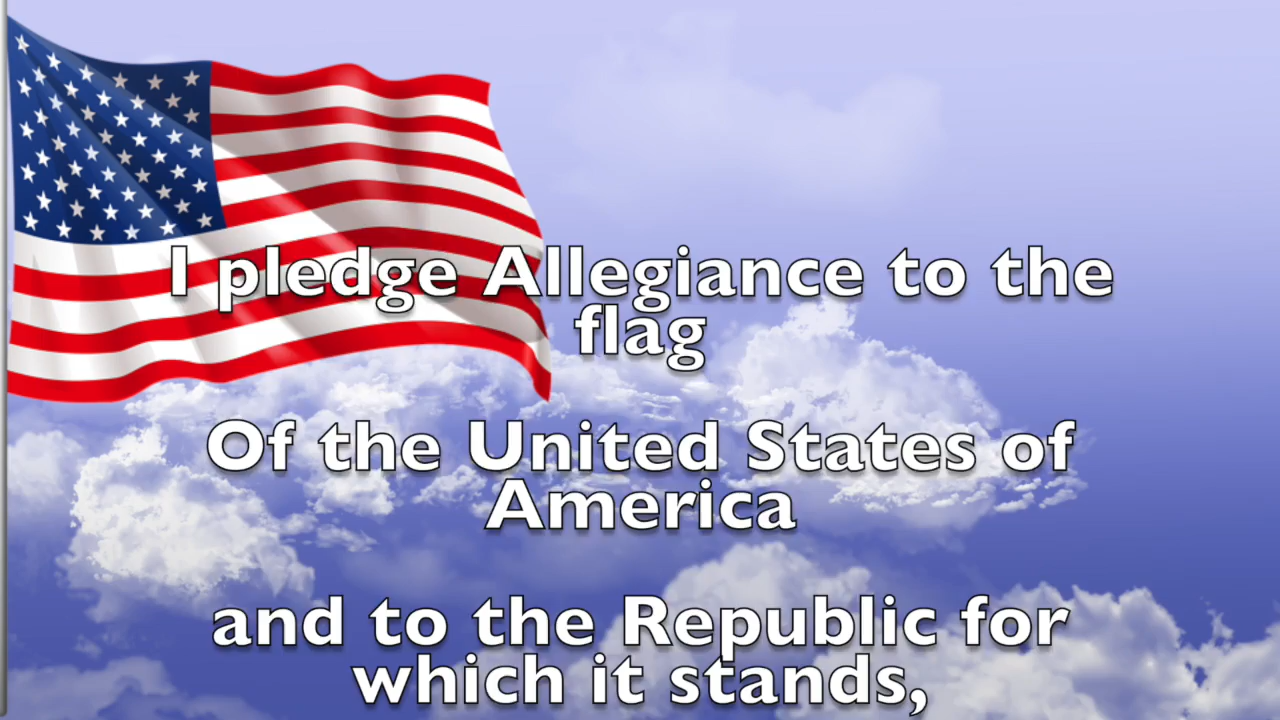 I pledge Allegiance to the
flag
Of the United States of
America
and to the Republic for
which it stands,